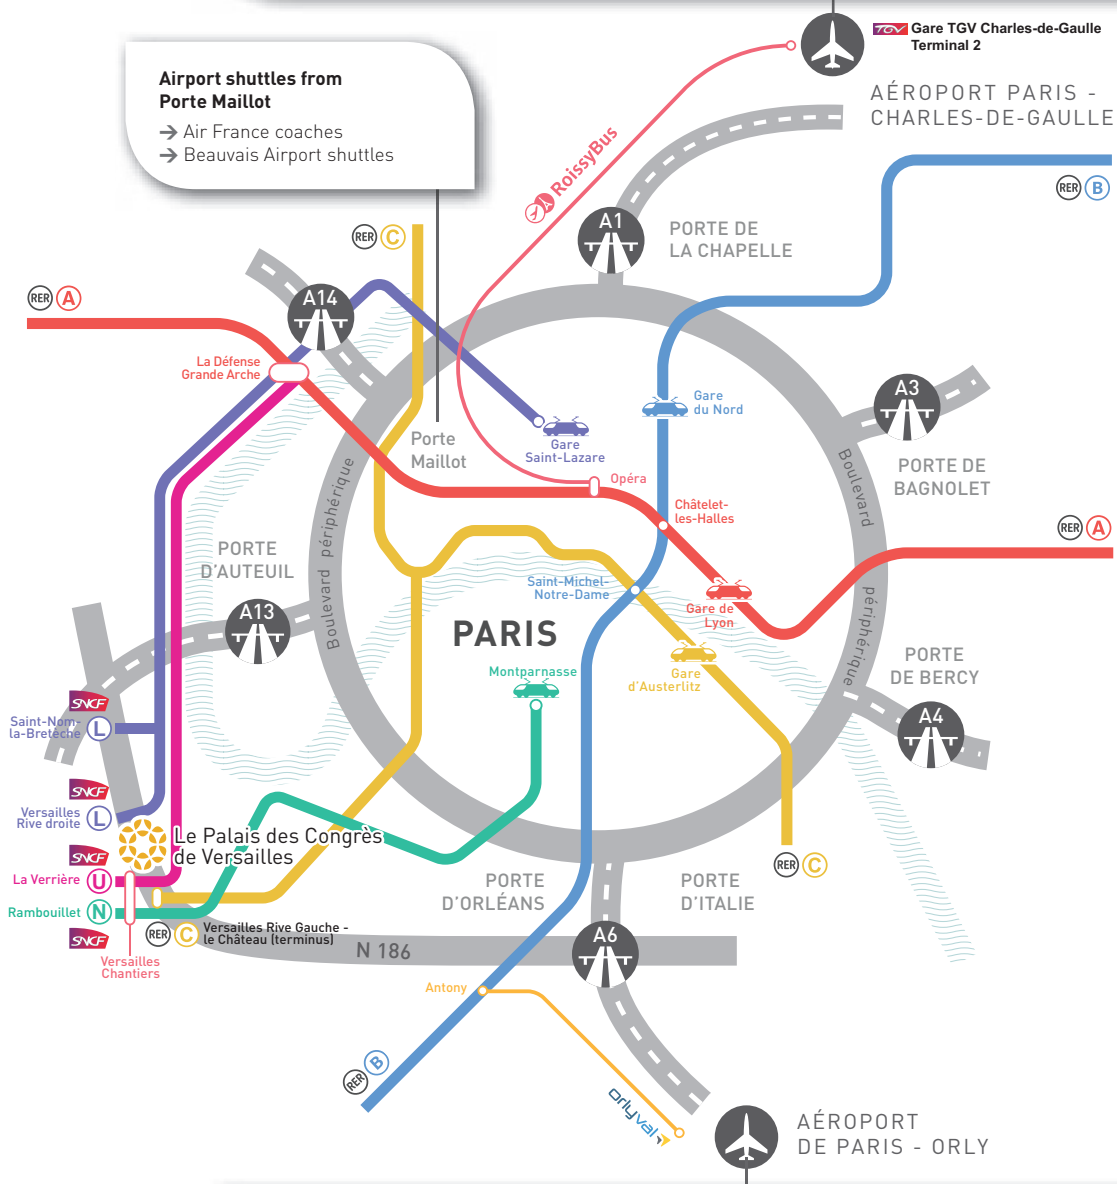 TGV Gare TGV Charles-de-Gaulle
Terminal 2
AÉROPORT PARIS -
CHARLES-DE-GAULLE
Airport shuttles from
Porte Maillot
→ Air France coaches
→ Beauvais Airport shuttles
RoissyBus
RER B
A1
PORTE DE
LA CHAPELLE
RER C
RER A
A14
La Défense
Grande Arche
A3
Gare
du Nord
Porte
Maillot
Gare
Saint-Lazare
PORTE DE
BAGNOLET
Opéra
Châtelet-
les-Halles
Boulevard périphérique
Boulevard
périphérique
RER A
PORTE
D'AUTEUIL
A13
Saint-Michel-
Notre-Dame
Gare de
Lyon
PARIS
Montparnasse
Gare
d'Austerlitz
PORTE
DE BERCY
A4
SNCF
Saint-Nom-
la-Bretèche
L
SNCF
Versailles
Rive droite
L
Le Palais des Congrès
de Versailles
SNCF
La Verrière
U
Rambouillet
N
SNCF
RER C
Versailles Rive Gauche -
le Château (terminus)
Versailles
Chantiers
N 186
PORTE
D'ORLÉANS
PORTE
D'ITALIE
RER C
A6
Antony
RER B
orlyval
AÉROPORT
DE PARIS - ORLY